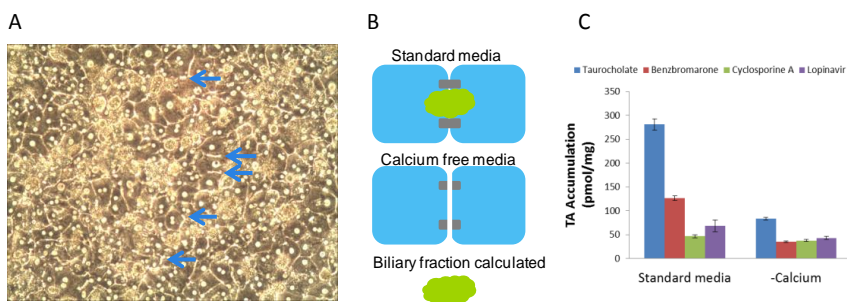 A
B
C
Standard media
Calcium free media
Biliary fraction calculated
Taurocholate Benzbromarone Cyclosporine A Lopinavir
TA Accumulation
(pmol/mg)
350
300
250
200
150
100
50
0
Standard media -Calcium